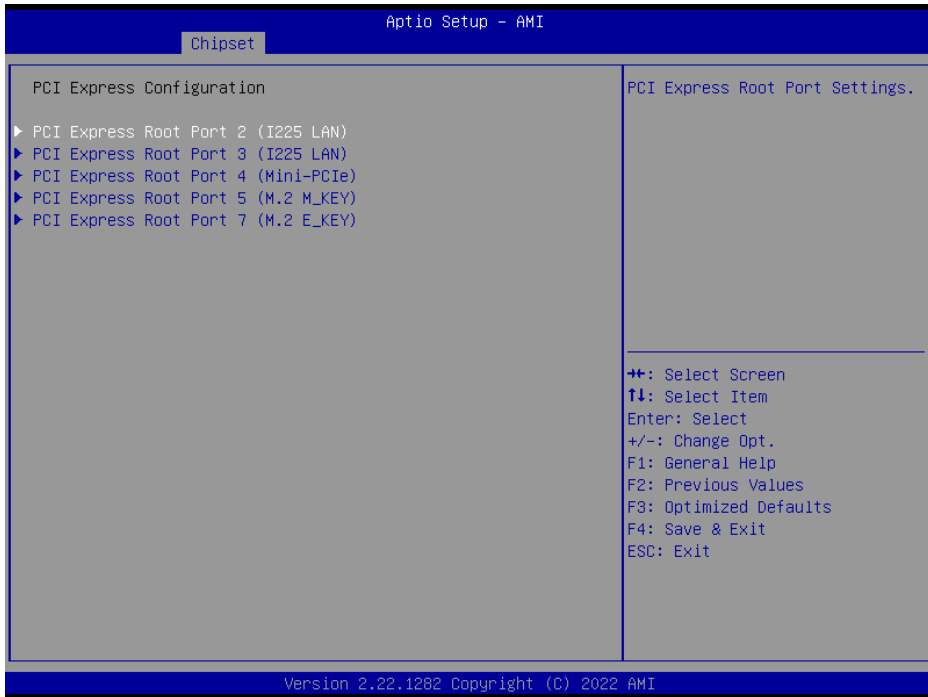 Aptio Setup – AMI
Chipset
PCI Express Configuration
▶ PCI Express Root Port 2 (I225 LAN)
▶ PCI Express Root Port 3 (I225 LAN)
▶ PCI Express Root Port 4 (Mini-PCIe)
▶ PCI Express Root Port 5 (M.2 M_KEY)
▶ PCI Express Root Port 7 (M.2 E_KEY)
PCI Express Root Port Settings.
→←: Select Screen
↑↓: Select Item
Enter: Select
+/-: Change Opt.
F1: General Help
F2: Previous Values
F3: Optimized Defaults
F4: Save & Exit
ESC: Exit
Version 2.22.1282 Copyright (C) 2022 AMI